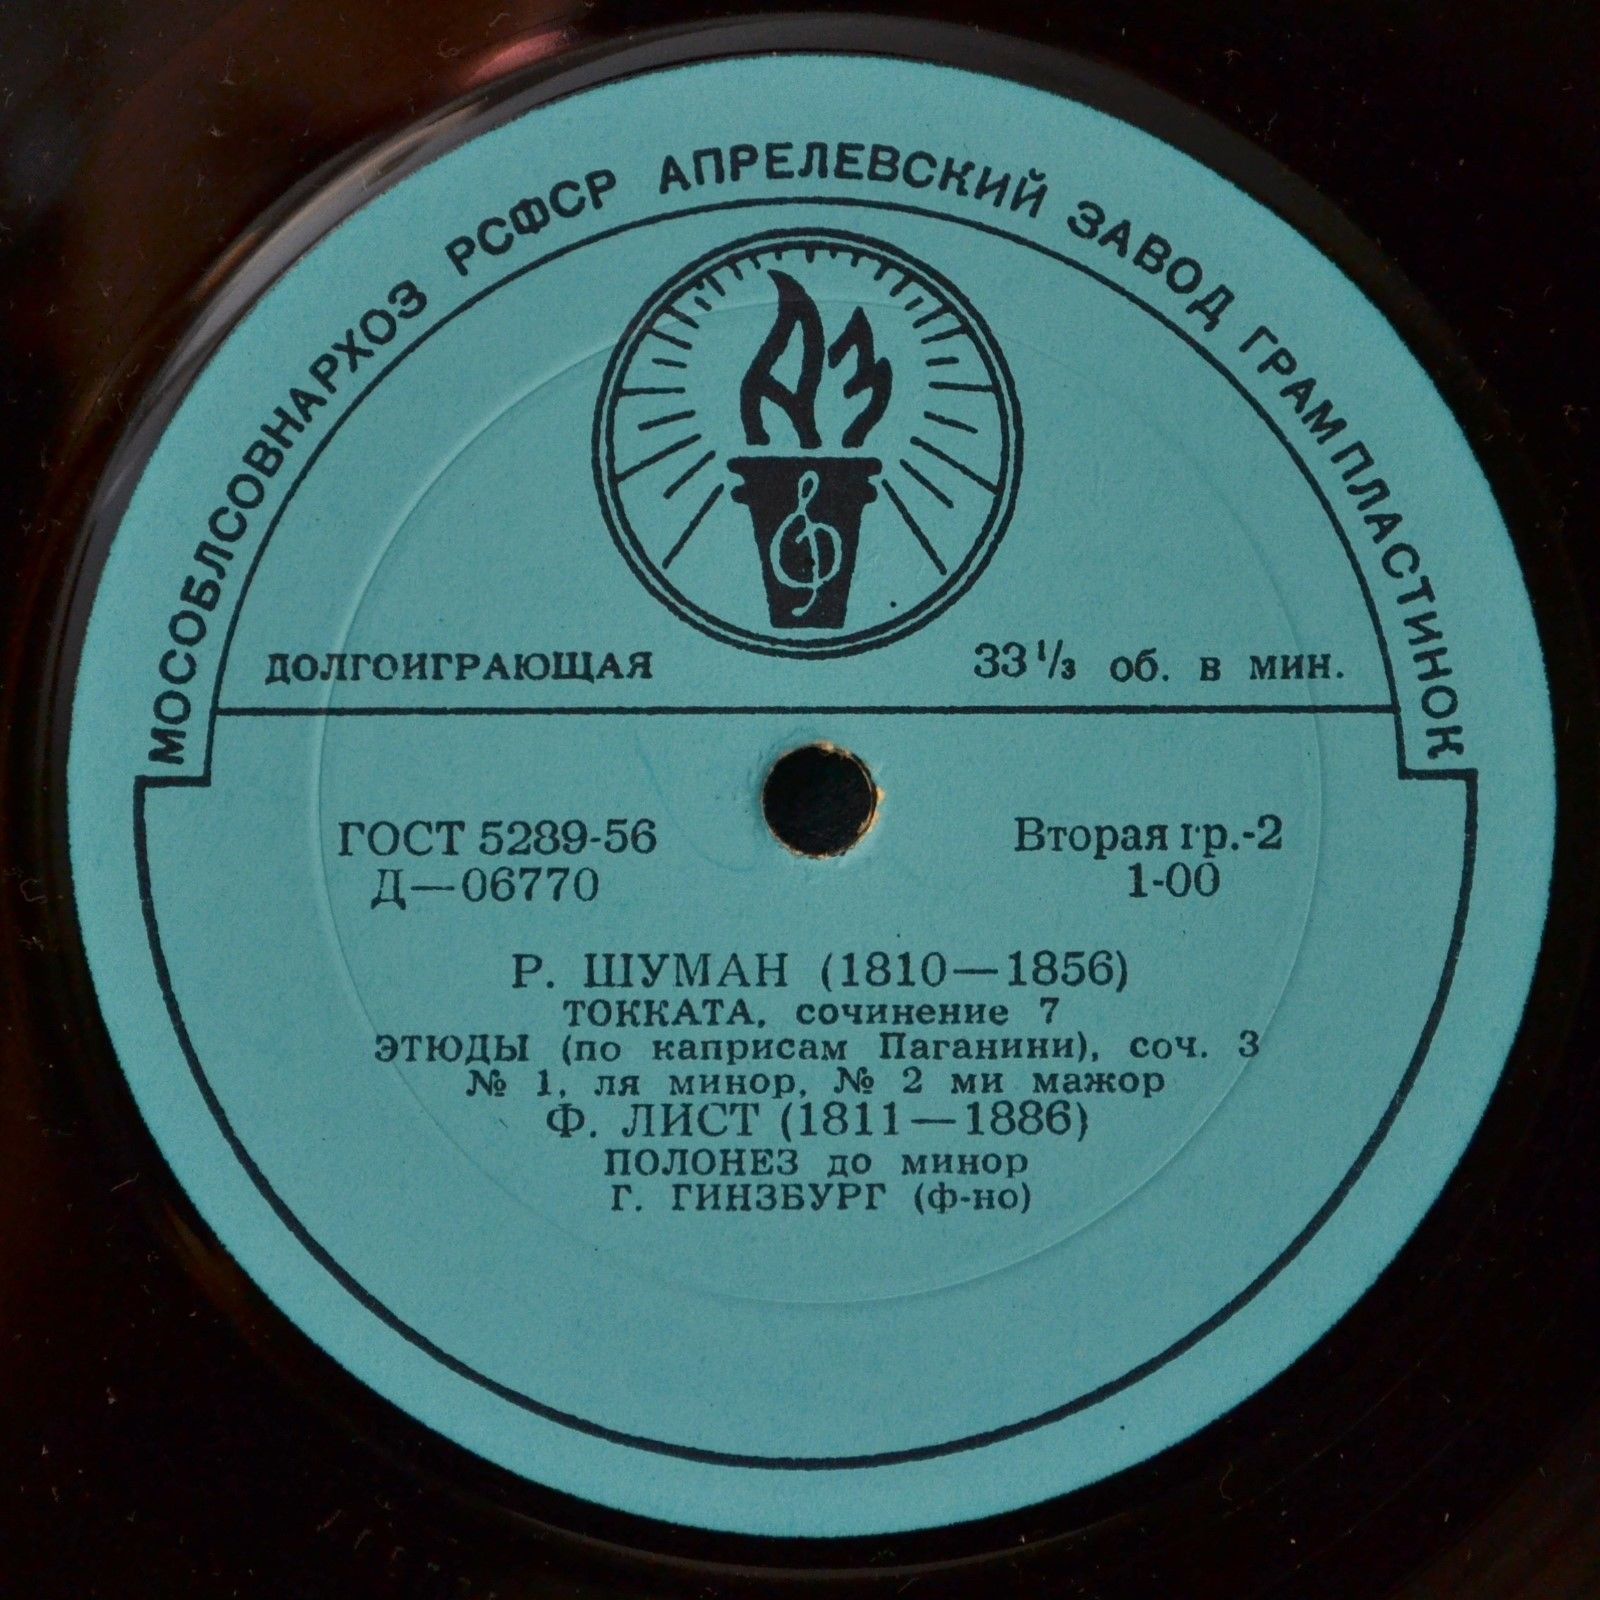 МОСОБЛСОВНАРХОЗ РСФСР АПРЕЛЕВСКИЙ ЗАВОД ГРАМПЛАСТИНОК
АЗ
ДОЛГОИГРАЮЩАЯ 33 1/3 об. в мин.
ГОСТ 5289-56 Вторая гр.-2
Д—06770 1-00
Р. ШУМАН (1810—1856)
ТОККАТА, сочинение 7
ЭТЮДЫ (по каприсам Паганини), соч. 3
№ 1, ля минор, № 2 ми мажор
Ф. ЛИСТ (1811—1886)
ПОЛОНЕЗ до минор
Г. ГИНЗБУРГ (ф-но)